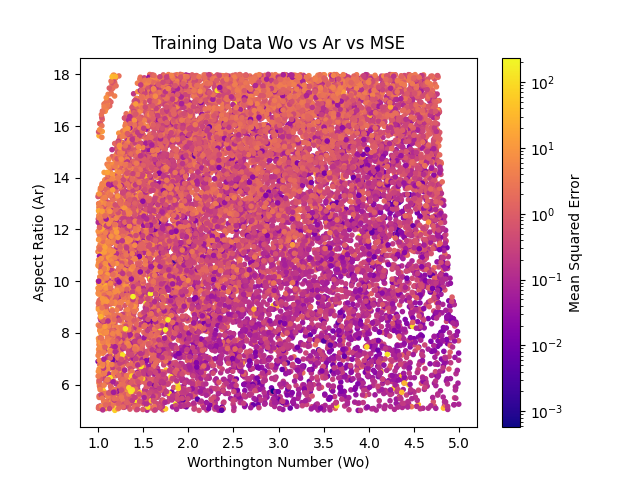 Training Data Wo vs Ar vs MSE
Aspect Ratio (Ar)
18
16
14
12
10
8
6
1.0 1.5 2.0 2.5 3.0 3.5 4.0 4.5 5.0
Worthington Number (Wo)
10²
10¹
10⁰
10⁻¹
10⁻²
10⁻³
Mean Squared Error